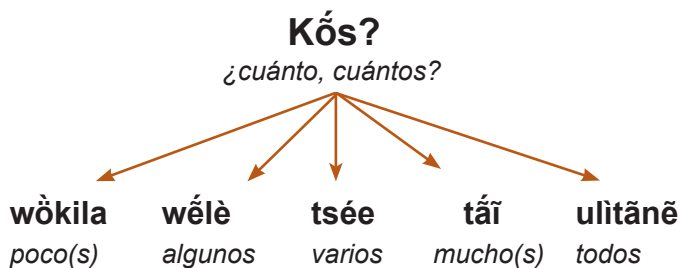 Kṍs?
¿cuánto, cuántos?
wö̀kila wẽ́lè tsée tã́ĩ ulìtãnẽ
poco(s) algunos varios mucho(s) todos